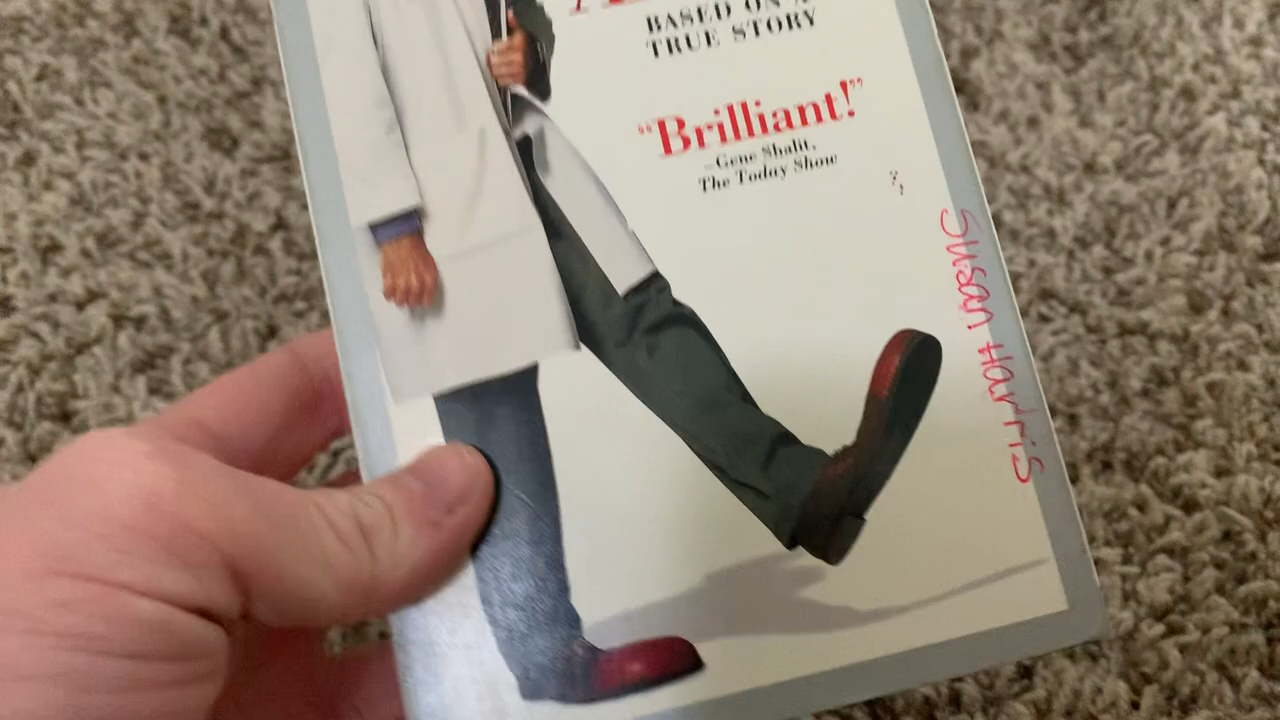 BASED ON A
TRUE STORY
"Brilliant!"
–Gene Shalit,
The Today Show
Susan Harris